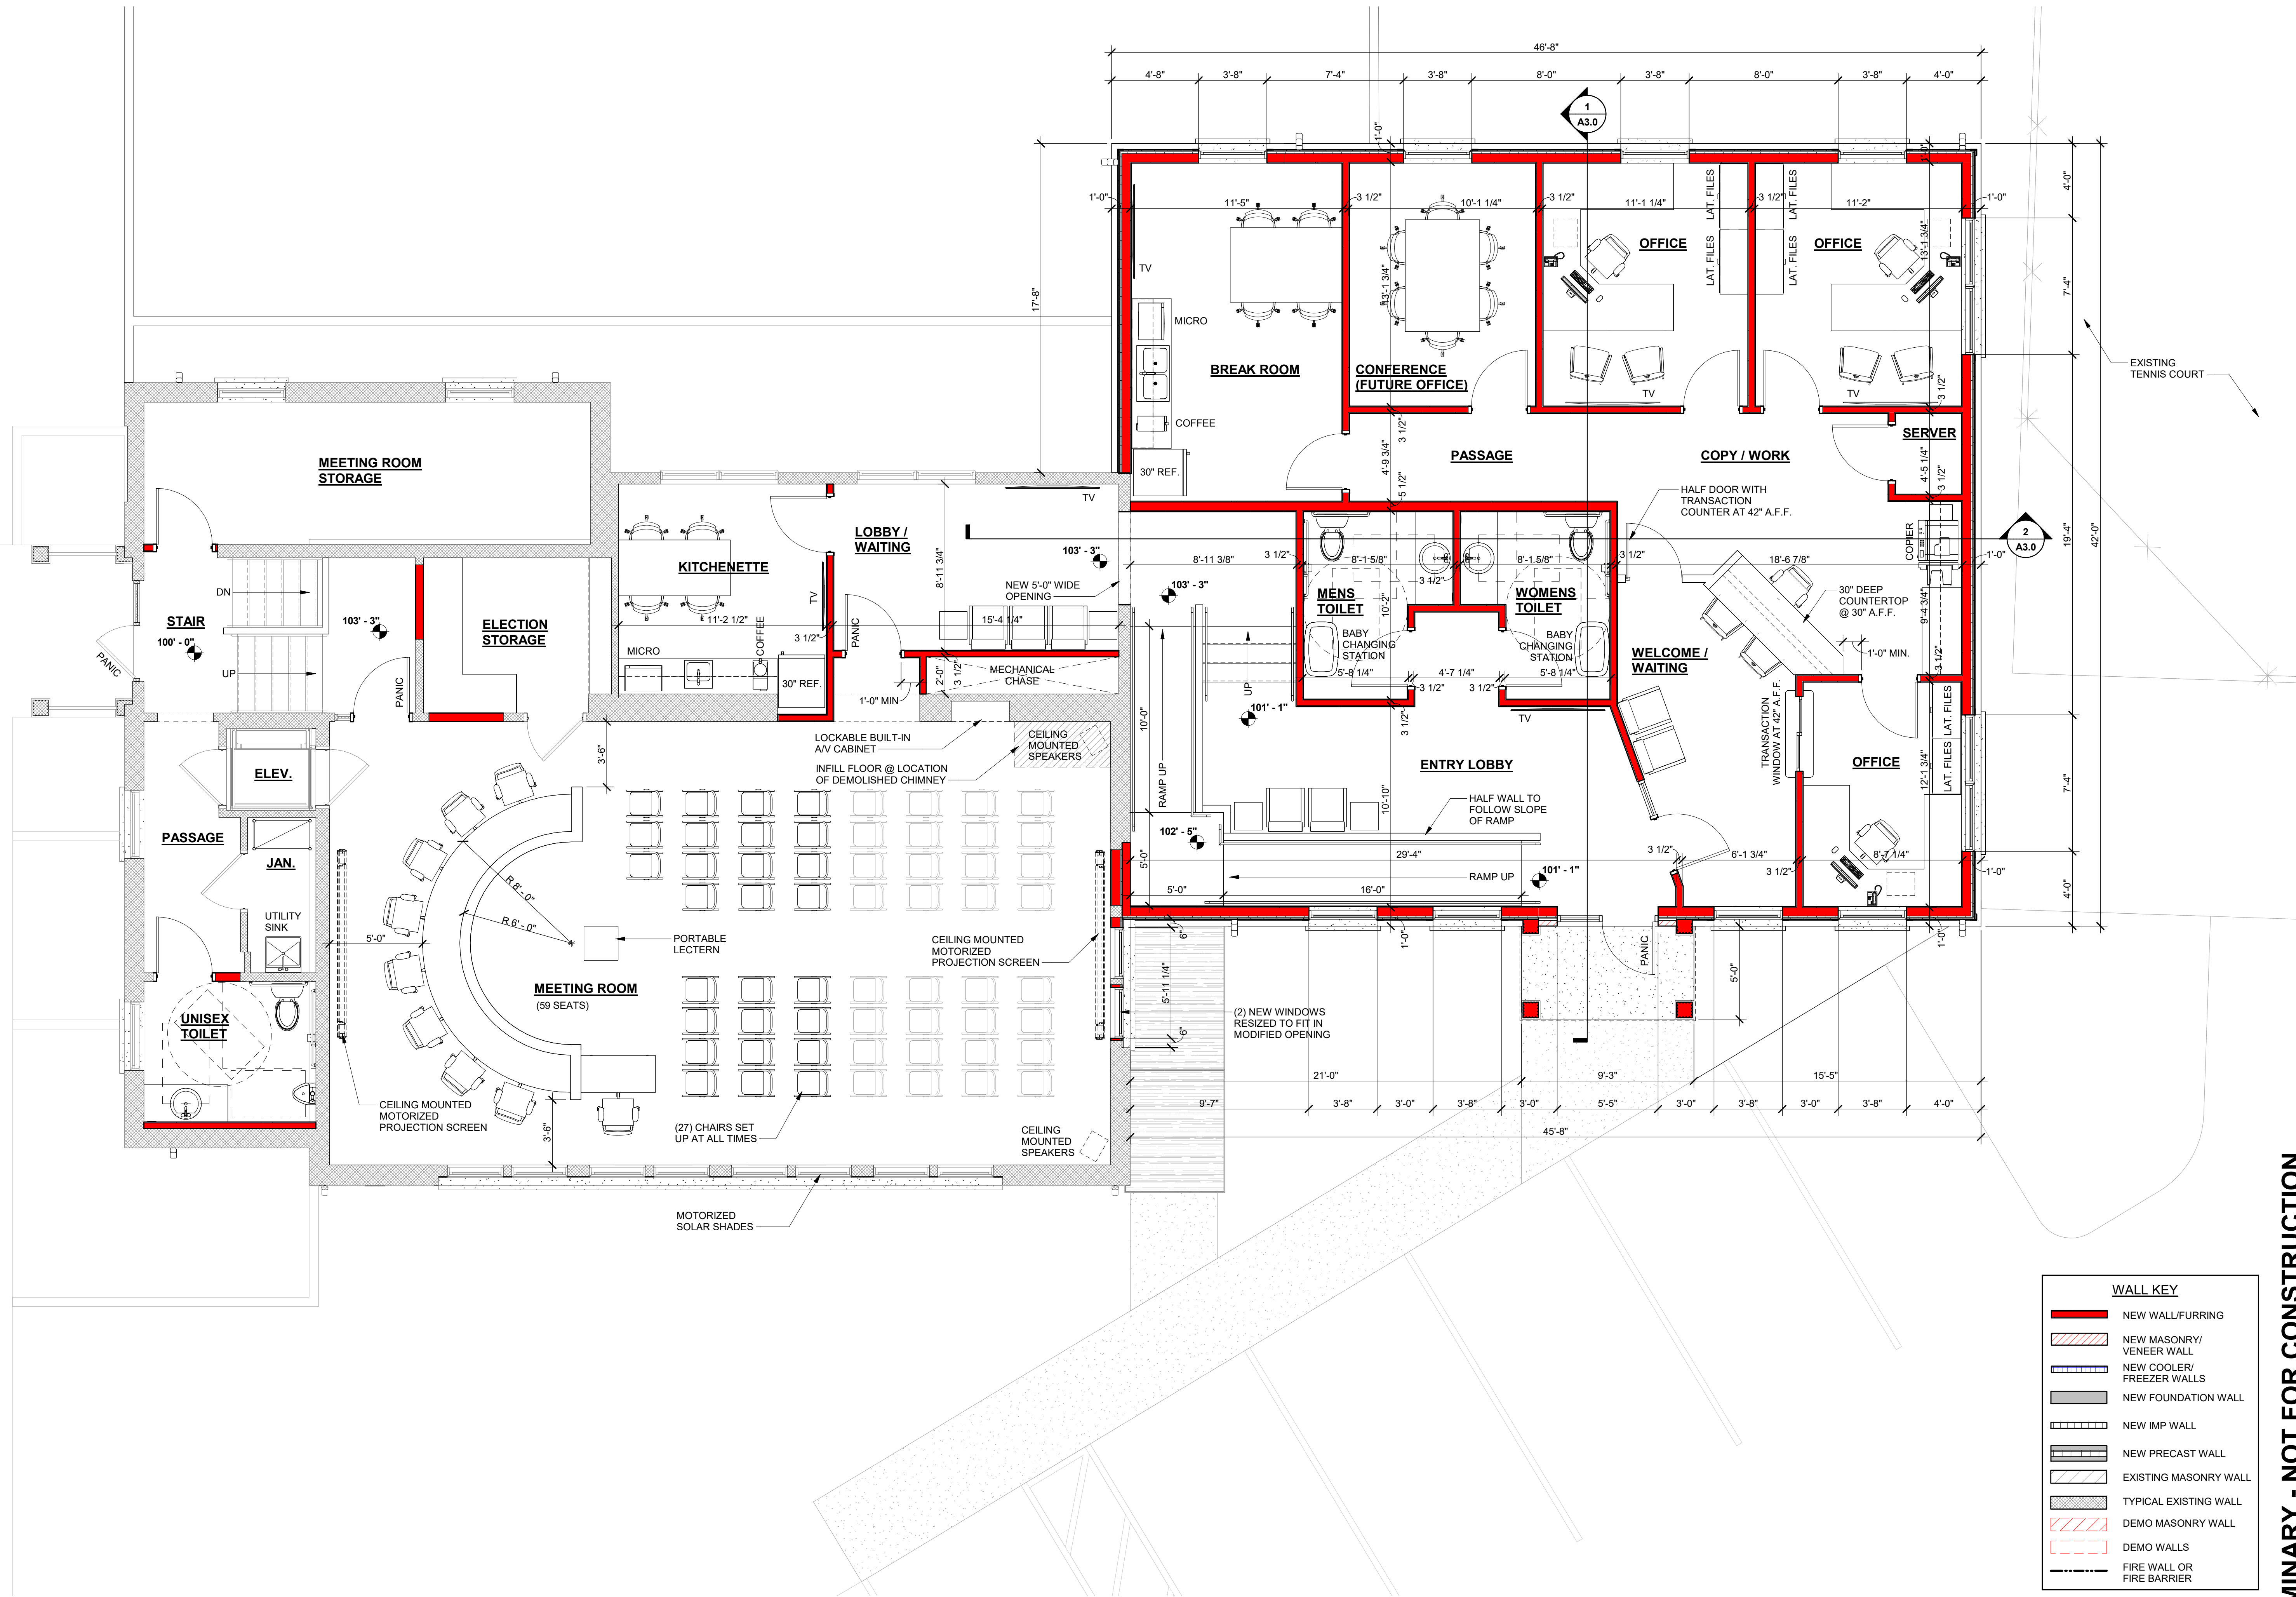 46'-8"
4'-8"
3'-8"
7'-4"
3'-8"
8'-0"
3'-8"
8'-0"
3'-8"
4'-0"
1
A3.0
1'-0"
1'-0"
17'-8"
1'-0"
11'-5"
3 1/2"
10'-1 1/4"
3 1/2"
11'-1 1/4"
3 1/2"
11'-2"
1'-0"
4'-0"
7'-4"
19'-4"
42'-0"
7'-4"
4'-0"
LAT. FILES
LAT. FILES
LAT. FILES
LAT. FILES
OFFICE
OFFICE
13'-1 3/4"
13'-1 3/4"
TV
MICRO
BREAK ROOM
CONFERENCE
(FUTURE OFFICE)
TV
TV
3 1/2"
COFFEE
30" REF.
3 1/2"
4'-9 3/4"
5 1/2"
PASSAGE
COPY / WORK
SERVER
4'-5 1/4"
3 1/2"
EXISTING
TENNIS COURT
HALF DOOR WITH
TRANSACTION
COUNTER AT 42" A.F.F.
COPIER
2
A3.0
1'-0"
MEETING ROOM
STORAGE
TV
LOBBY /
WAITING
103' - 3"
8'-11 3/4"
KITCHENETTE
NEW 5'-0" WIDE
OPENING
103' - 3"
8'-11 3/8"
3 1/2"
8'-1 5/8"
3 1/2"
8'-1 5/8"
3 1/2"
18'-6 7/8"
MENS
TOILET
10'-2"
WOMENS
TOILET
30" DEEP
COUNTERTOP
@ 30" A.F.F.
9'-4 3/4"
DN
STAIR
100' - 0"
103' - 3"
ELECTION
STORAGE
TV
11'-2 1/2"
15'-4 1/4"
3 1/2"
COFFEE
PANIC
MICRO
30" REF.
BABY
CHANGING
STATION
BABY
CHANGING
STATION
WELCOME /
WAITING
1'-0" MIN.
3 1/2"
PANIC
UP
PANIC
2'-0"
3 1/2"
MECHANICAL
CHASE
1'-0" MIN
5'-8 1/4"
4'-7 1/4"
5'-8 1/4"
3 1/2"
3 1/2"
TV
3 1/2"
RAMP UP
10'-0"
UP
101' - 1"
TRANSACTION
WINDOW AT 42" A.F.F.
LAT. FILES
LAT. FILES
LOCKABLE BUILT-IN
A/V CABINET
CEILING
MOUNTED
SPEAKERS
INFILL FLOOR @ LOCATION
OF DEMOLISHED CHIMNEY
3'-6"
ELEV.
ENTRY LOBBY
OFFICE
12'-1 3/4"
10'-10"
HALF WALL TO
FOLLOW SLOPE
OF RAMP
PASSAGE
JAN.
102' - 5"
5'-0"
29'-4"
3 1/2"
6'-1 3/4"
8'-7 1/4"
3 1/2"
1'-0"
RAMP UP
101' - 1"
5'-0"
16'-0"
R 8' - 0"
R 6' - 0"
UTILITY
SINK
5'-0"
PORTABLE
LECTERN
CEILING MOUNTED
MOTORIZED
PROJECTION SCREEN
6"
5'-11 1/4"
6"
1'-0"
PANIC
5'-0"
1'-0"
MEETING ROOM
(59 SEATS)
UNISEX
TOILET
(2) NEW WINDOWS
RESIZED TO FIT IN
MODIFIED OPENING
21'-0"
9'-3"
15'-5"
9'-7"
3'-8"
3'-0"
3'-8"
3'-0"
5'-5"
3'-0"
3'-8"
3'-0"
3'-8"
4'-0"
45'-8"
CEILING MOUNTED
MOTORIZED
PROJECTION SCREEN
3'-6"
(27) CHAIRS SET
UP AT ALL TIMES
CEILING
MOUNTED
SPEAKERS
MOTORIZED
SOLAR SHADES
WALL KEY
NEW WALL/FURRING
NEW MASONRY/
VENEER WALL
NEW COOLER/
FREEZER WALLS
NEW FOUNDATION WALL
NEW IMP WALL
NEW PRECAST WALL
EXISTING MASONRY WALL
TYPICAL EXISTING WALL
DEMO MASONRY WALL
DEMO WALLS
FIRE WALL OR
FIRE BARRIER
MINARY - NOT FOR CONSTRUCTION